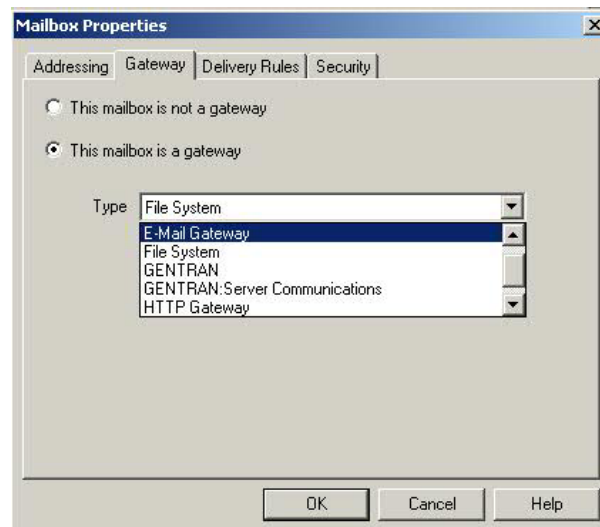 Mailbox Properties
Addressing Gateway Delivery Rules Security
This mailbox is not a gateway
This mailbox is a gateway
Type File System
E-Mail Gateway
File System
GENTRAN
GENTRAN:Server Communications
HTTP Gateway
OK Cancel Help